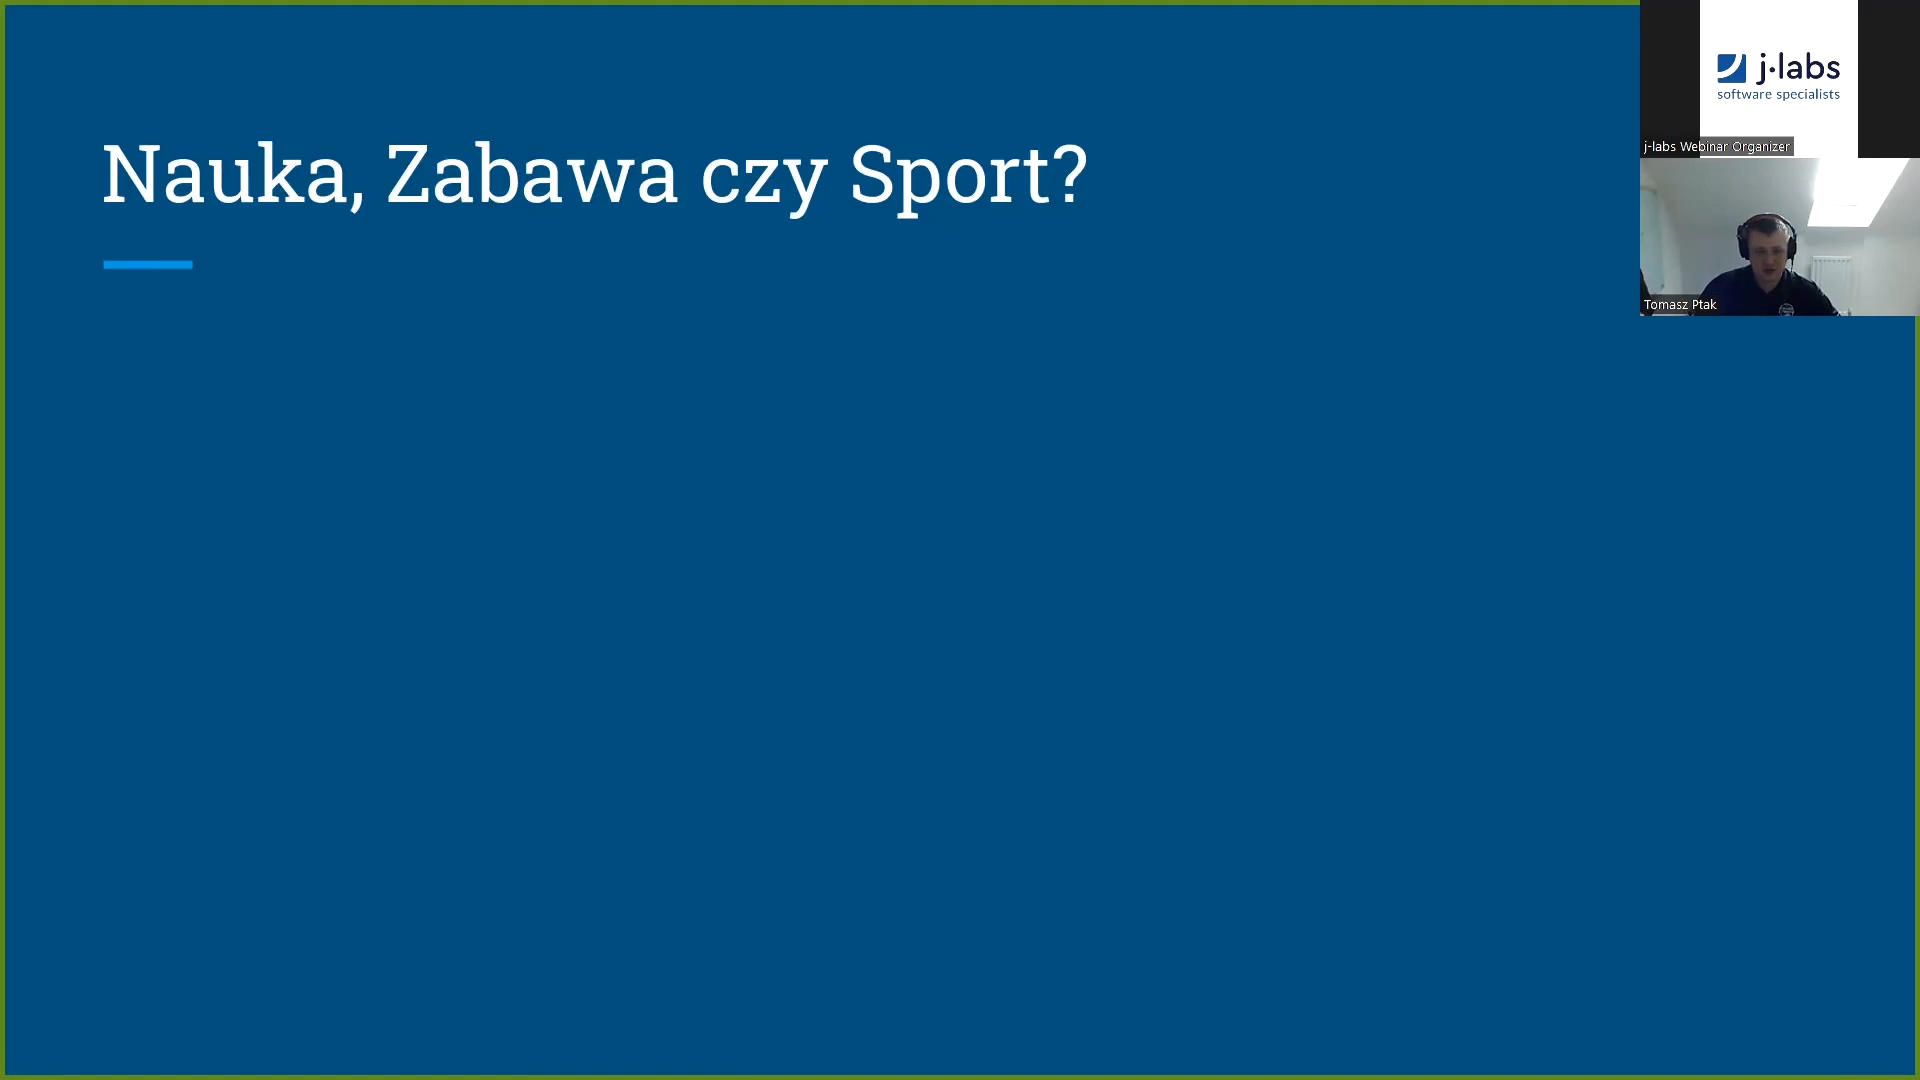 Nauka, Zabawa czy Sport?
j·labs
software specialists
j-labs Webinar Organizer
Tomasz Ptak